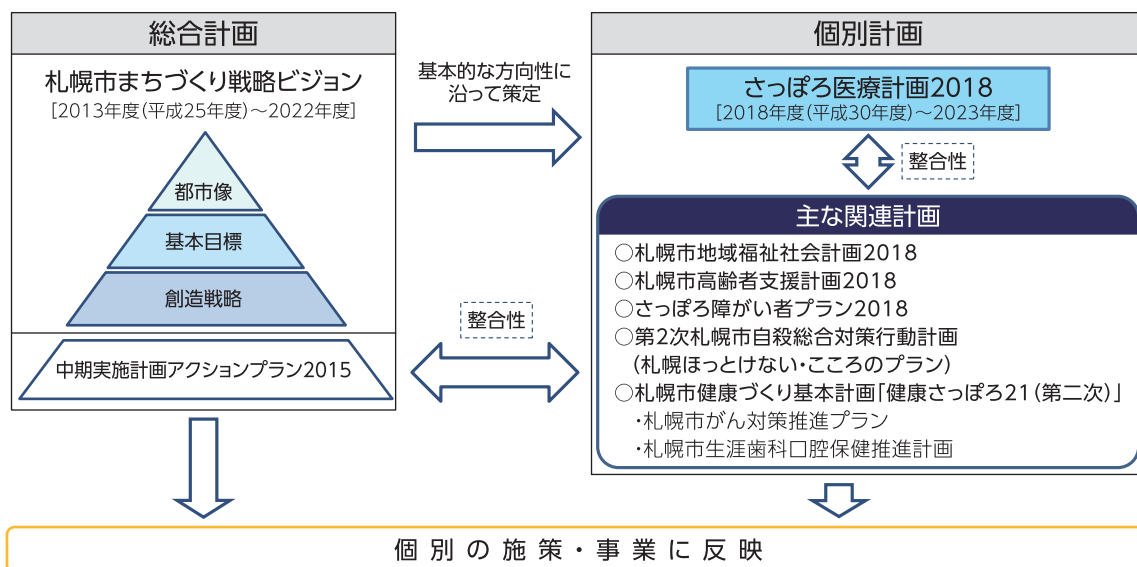 総合計画
札幌市まちづくり戦略ビジョン
[2013年度(平成25年度)～2022年度]
都市像
基本目標
創造戦略
中期実施計画アクションプラン2015
基本的な方向性に
沿って策定
整合性
個別計画
さっぽろ医療計画2018
[2018年度(平成30年度)～2023年度]
整合性
主な関連計画
○札幌市地域福祉社会計画2018
○札幌市高齢者支援計画2018
○さっぽろ障がい者プラン2018
○第2次札幌市自殺総合対策行動計画
(札幌ほっとけない・こころのプラン)
○札幌市健康づくり基本計画「健康さっぽろ21(第二次)」
・札幌市がん対策推進プラン
・札幌市生涯歯科口腔保健推進計画
個別の施策・事業に反映